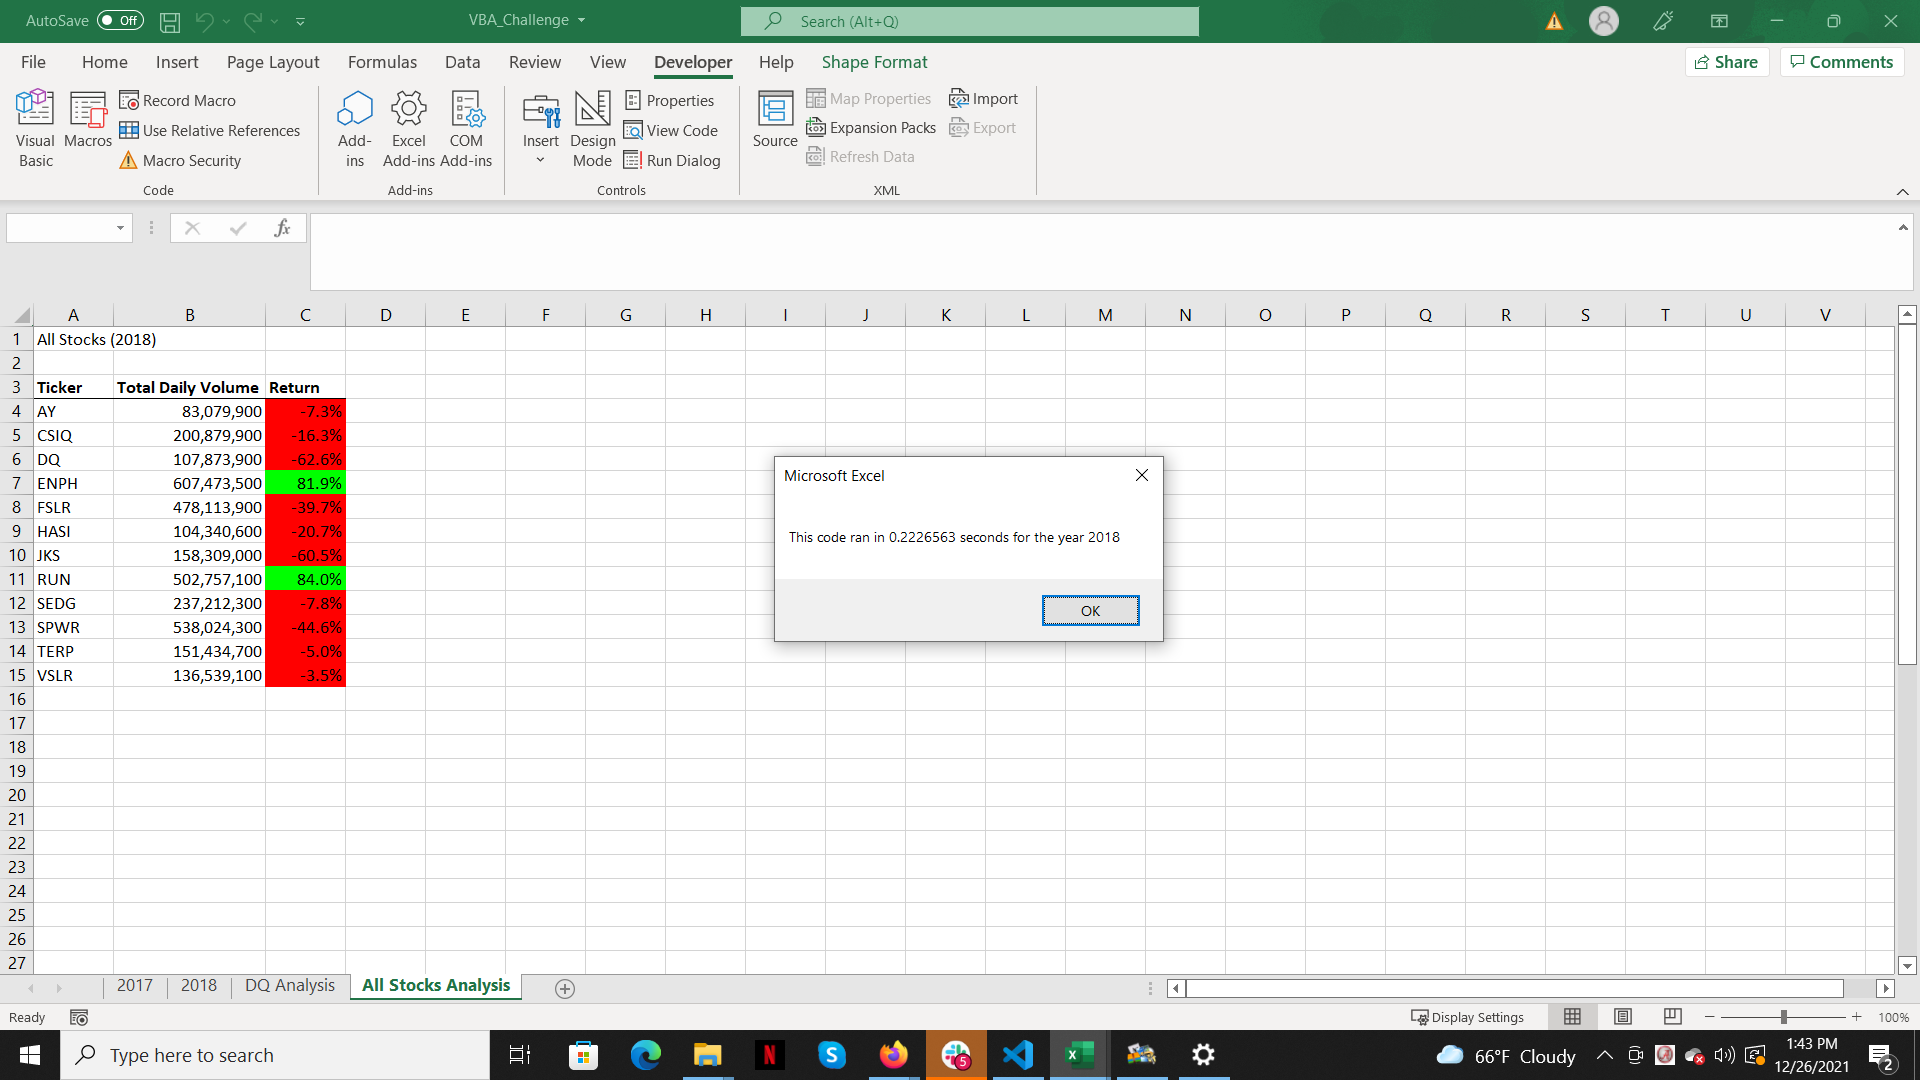 AutoSave Off VBA_Challenge Search (Alt+Q)
File Home Insert Page Layout Formulas Data Review View Developer Help Shape Format Share Comments
Visual Basic
Macros
Record Macro
Use Relative References
Macro Security
Code
Add-ins
Excel Add-ins
COM Add-ins
Add-ins
Insert
Design Mode
Properties
View Code
Run Dialog
Controls
Source
Map Properties
Expansion Packs
Refresh Data
Import
Export
XML
fx
A B C D E F G H I J K L M N O P Q R S T U V
1 All Stocks (2018)
2
3 Ticker Total Daily Volume Return
4 AY 83,079,900 -7.3%
5 CSIQ 200,879,900 -16.3%
6 DQ 107,873,900 -62.6%
7 ENPH 607,473,500 81.9%
8 FSLR 478,113,900 -39.7%
9 HASI 104,340,600 -20.7%
10 JKS 158,309,000 -60.5%
11 RUN 502,757,100 84.0%
12 SEDG 237,212,300 -7.8%
13 SPWR 538,024,300 -44.6%
14 TERP 151,434,700 -5.0%
15 VSLR 136,539,100 -3.5%
16
17
18
19
20
21
22
23
24
25
26
27
Microsoft Excel
This code ran in 0.2226563 seconds for the year 2018
OK
2017 2018 DQ Analysis All Stocks Analysis
Ready Display Settings 100%
Type here to search 5 66°F Cloudy 1:43 PM
12/26/2021 2